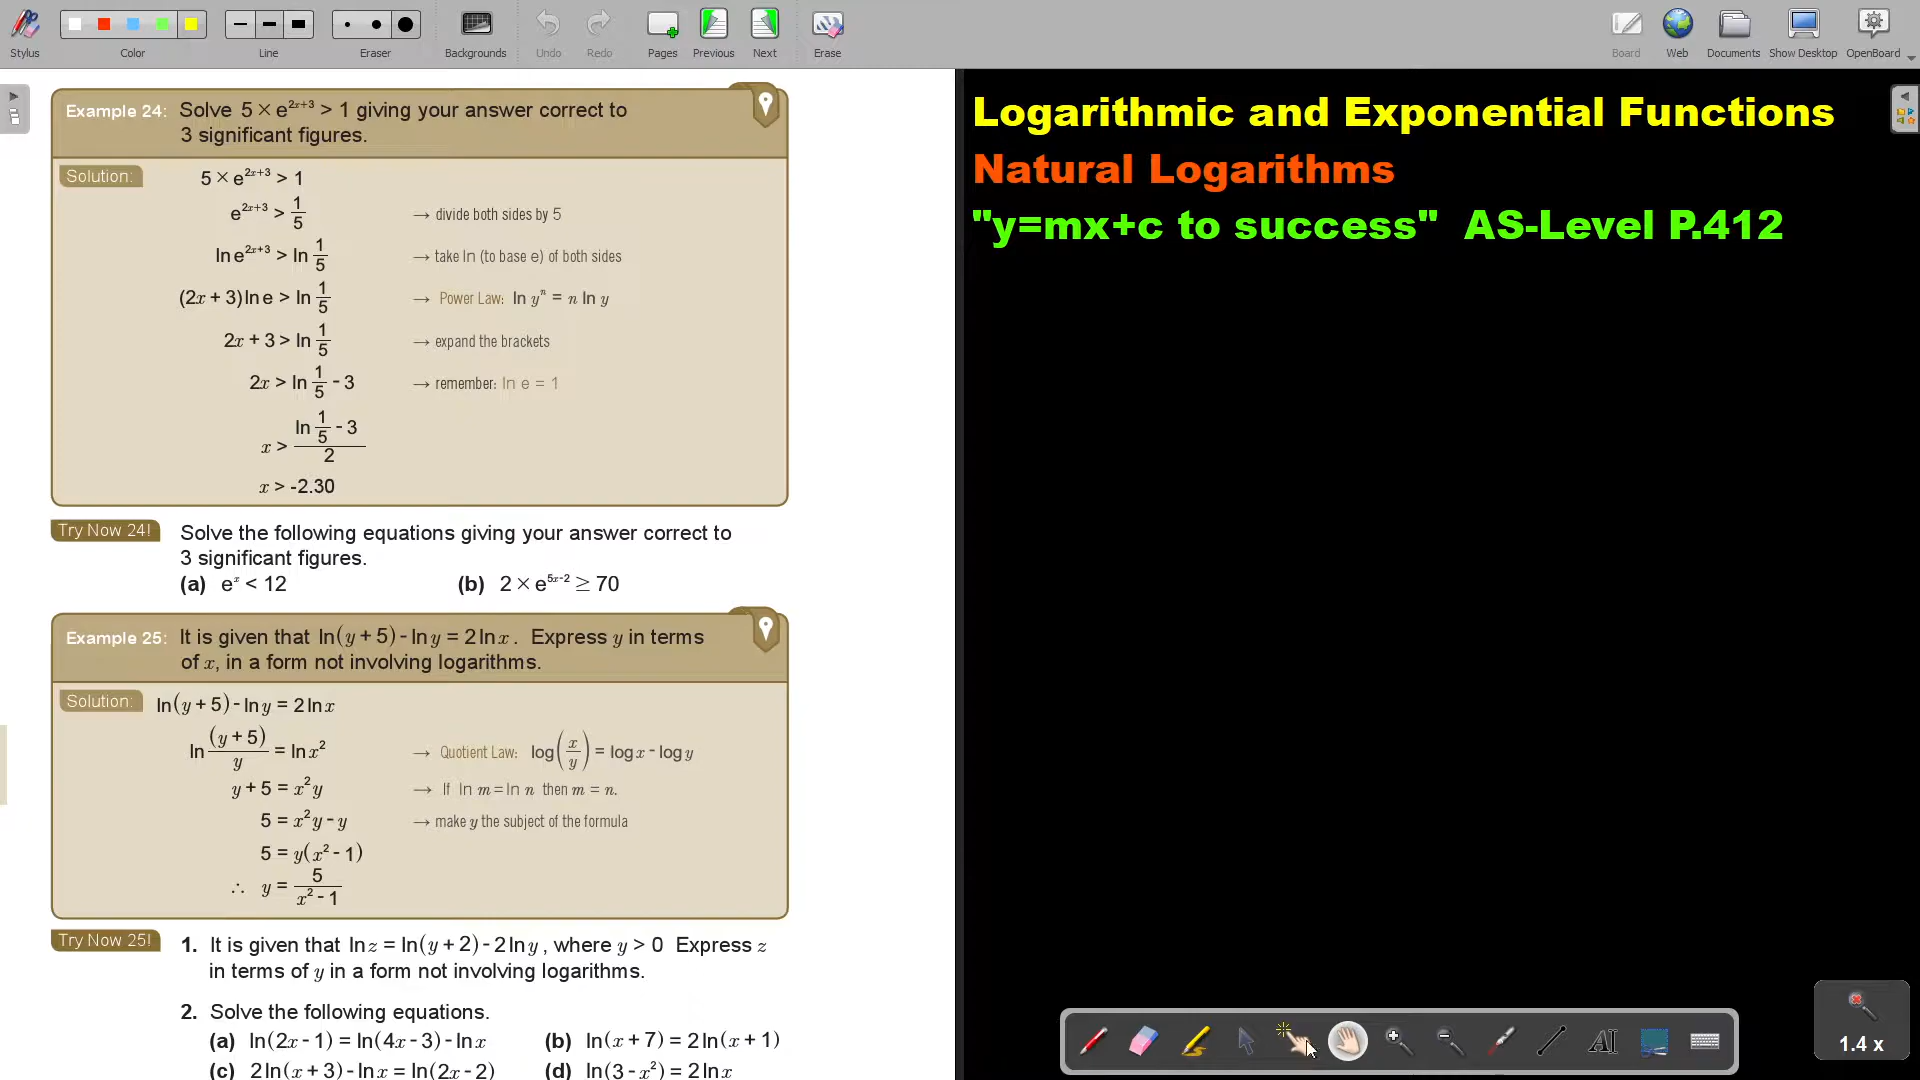 Stylus Color Line Eraser Backgrounds Undo Redo Pages Previous Next Erase Board Web Documents Show Desktop OpenBoard
Example 24: Solve 5 × e^{2x+3} > 1 giving your answer correct to
3 significant figures.
Solution: 5 × e^{2x+3} > 1
e^{2x+3} > 1/5 → divide both sides by 5
ln e^{2x+3} > ln 1/5 → take ln (to base e) of both sides
(2x + 3) ln e > ln 1/5 → Power Law: ln y^n = n ln y
2x + 3 > ln 1/5 → expand the brackets
2x > ln 1/5 - 3 → remember: ln e = 1
x > (ln 1/5 - 3)/2
x > -2.30
Try Now 24! Solve the following equations giving your answer correct to
3 significant figures.
(a) e^x < 12 (b) 2 × e^{5x-2} ≥ 70
Example 25: It is given that ln(y + 5) - ln y = 2 ln x. Express y in terms
of x, in a form not involving logarithms.
Solution: ln(y + 5) - ln y = 2 ln x
ln (y + 5)/y = ln x² → Quotient Law: log(x/y) = log x - log y
y + 5 = x²y → If ln m = ln n then m = n.
5 = x²y - y → make y the subject of the formula
5 = y(x² - 1)
∴ y = 5/(x² - 1)
Try Now 25! 1. It is given that ln z = ln(y + 2) - 2 ln y, where y > 0 Express z
in terms of y in a form not involving logarithms.
2. Solve the following equations.
(a) ln(2x - 1) = ln(4x - 3) - ln x (b) ln(x + 7) = 2 ln(x + 1)
(c) 2 ln(x + 3) - ln x = ln(2x - 2) (d) ln(3 - x²) = 2 ln x
Logarithmic and Exponential Functions
Natural Logarithms
"y=mx+c to success" AS-Level P.412
AI
1.4 x